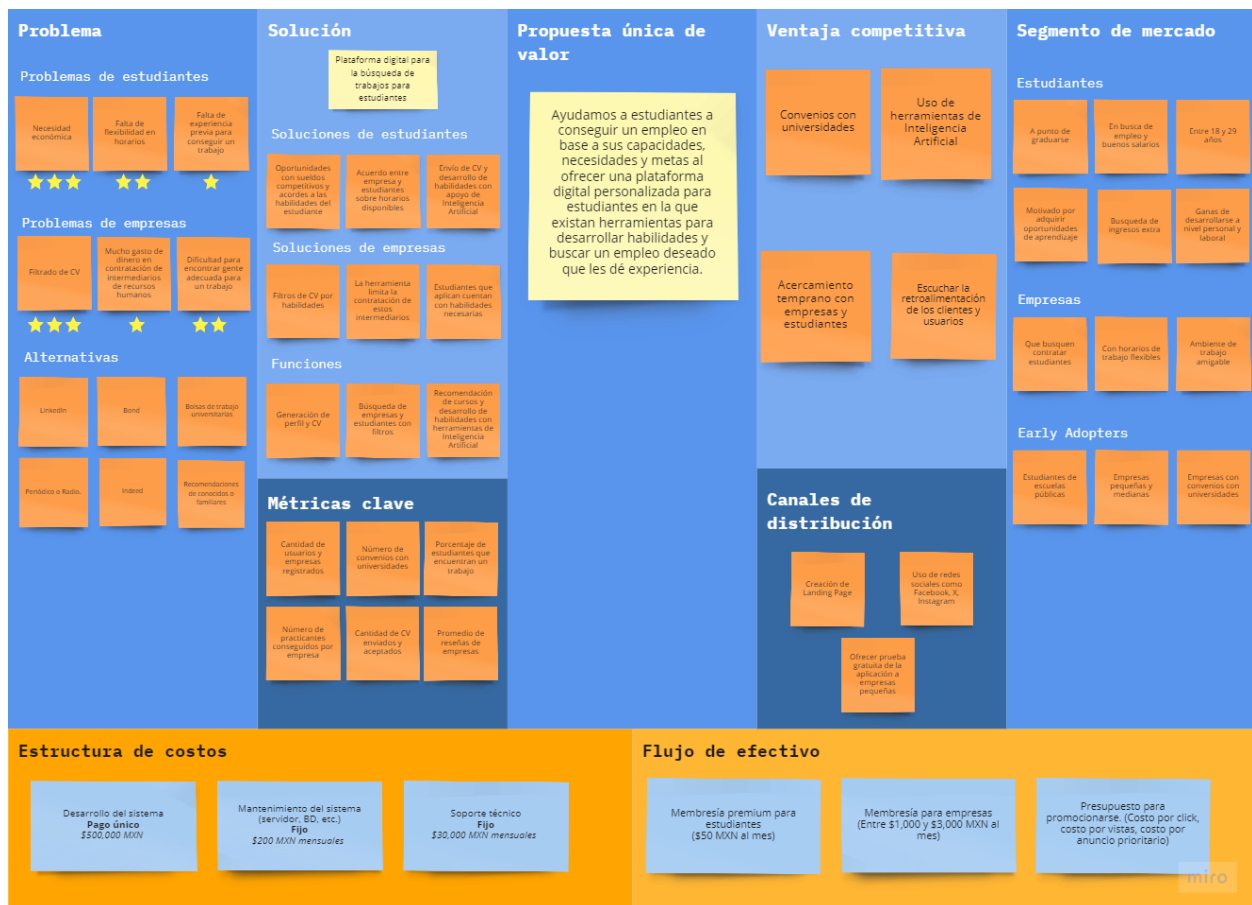 Problema
Problemas de estudiantes
Necesidad
económica
Falta de
flexibilidad en
horarios
Falta de
experiencia
previa para
conseguir un
trabajo
Problemas de empresas
Filtrado de CV
Mucho gasto de
dinero en
contratación de
intermediarios
de recursos
humanos
Dificultad para
encontrar gente
adecuada para
un trabajo
Alternativas
LinkedIn
Bond
Bolsas de trabajo
universitarias
Periódico o Radio.
Indeed
Recomendaciones
de conocidos o
familiares
Solución
Plataforma digital para
la búsqueda de
trabajos para
estudiantes
Soluciones de estudiantes
Oportunidades
con sueldos
competitivos y
acordes a las
habilidades del
estudiante
Acuerdo entre
empresa y
estudiantes
sobre horarios
disponibles
Envío de CV y
desarrollo de
habilidades con
apoyo de
Inteligencia
Artificial
Soluciones de empresas
Filtros de CV por
habilidades
La herramienta
limita la
contratación de
estos
intermediarios
Estudiantes que
aplican cuentan
con habilidades
necesarias
Funciones
Generación de
perfil y CV
Búsqueda de
empresas y
estudiantes con
filtros
Recomendación
de cursos y
desarrollo de
habilidades con
herramientas de
Inteligencia
Artificial
Métricas clave
Cantidad de
usuarios y
empresas
registrados
Número de
convenios con
universidades
Porcentaje de
estudiantes que
encuentran un
trabajo
Número de
practicantes
conseguidos por
empresa
Cantidad de CV
enviados y
aceptados
Promedio de
reseñas de
empresas
Propuesta única de
valor
Ayudamos a estudiantes a
conseguir un empleo en
base a sus capacidades,
necesidades y metas al
ofrecer una plataforma
digital personalizada para
estudiantes en la que
existan herramientas para
desarrollar habilidades y
buscar un empleo deseado
que les dé experiencia.
Ventaja competitiva
Convenios con
universidades
Uso de
herramientas de
Inteligencia
Artificial
Acercamiento
temprano con
empresas y
estudiantes
Escuchar la
retroalimentación
de los clientes y
usuarios
Canales de
distribución
Creación de
Landing Page
Uso de redes
sociales como
Facebook, X,
Instagram
Ofrecer prueba
gratuita de la
aplicación a
empresas
pequeñas
Segmento de mercado
Estudiantes
A punto de
graduarse
En busca de
empleo y
buenos salarios
Entre 18 y 29
años
Motivado por
adquirir
oportunidades
de aprendizaje
Busqueda de
ingresos extra
Ganas de
desarrollarse a
nivel personal y
laboral
Empresas
Que busquen
contratar
estudiantes
Con horarios de
trabajo flexibles
Ambiente de
trabajo
amigable
Early Adopters
Estudiantes de
escuelas
públicas
Empresas
pequeñas y
medianas
Empresas con
convenios con
universidades
Estructura de costos
Desarrollo del sistema
Pago único
$500,000 MXN
Mantenimiento del sistema
(servidor, BD, etc.)
Fijo
$200 MXN mensuales
Soporte técnico
Fijo
$30,000 MXN mensuales
Flujo de efectivo
Membresía premium para
estudiantes
($50 MXN al mes)
Membresía para empresas
(Entre $1,000 y $3,000 MXN al
mes)
Presupuesto para
promocionarse. (Costo por click,
costo por vistas, costo por
anuncio prioritario)
miro